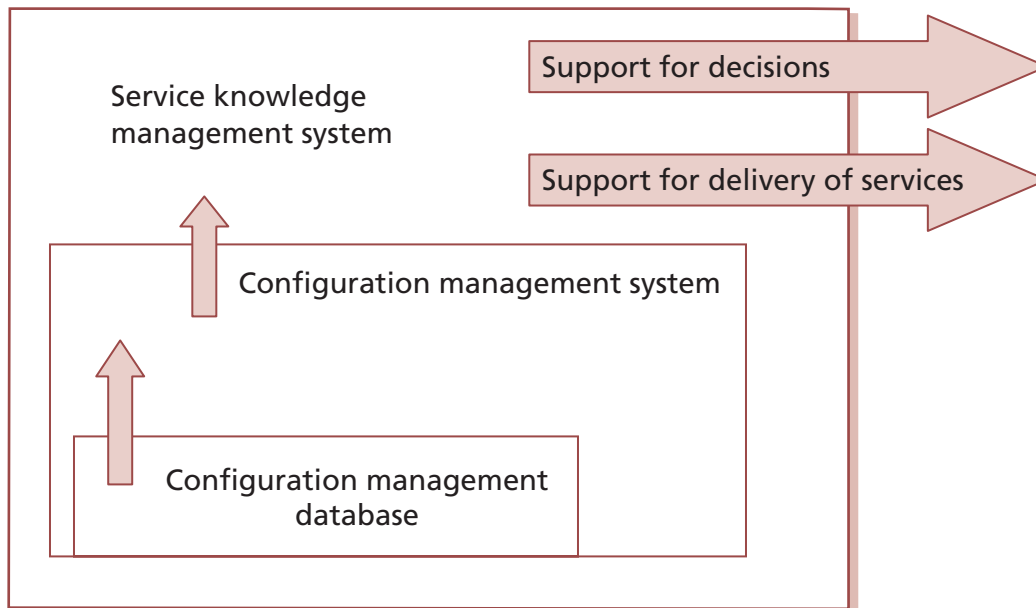 Support for decisions
Service knowledge
management system
Support for delivery of services
Configuration management system
Configuration management
database